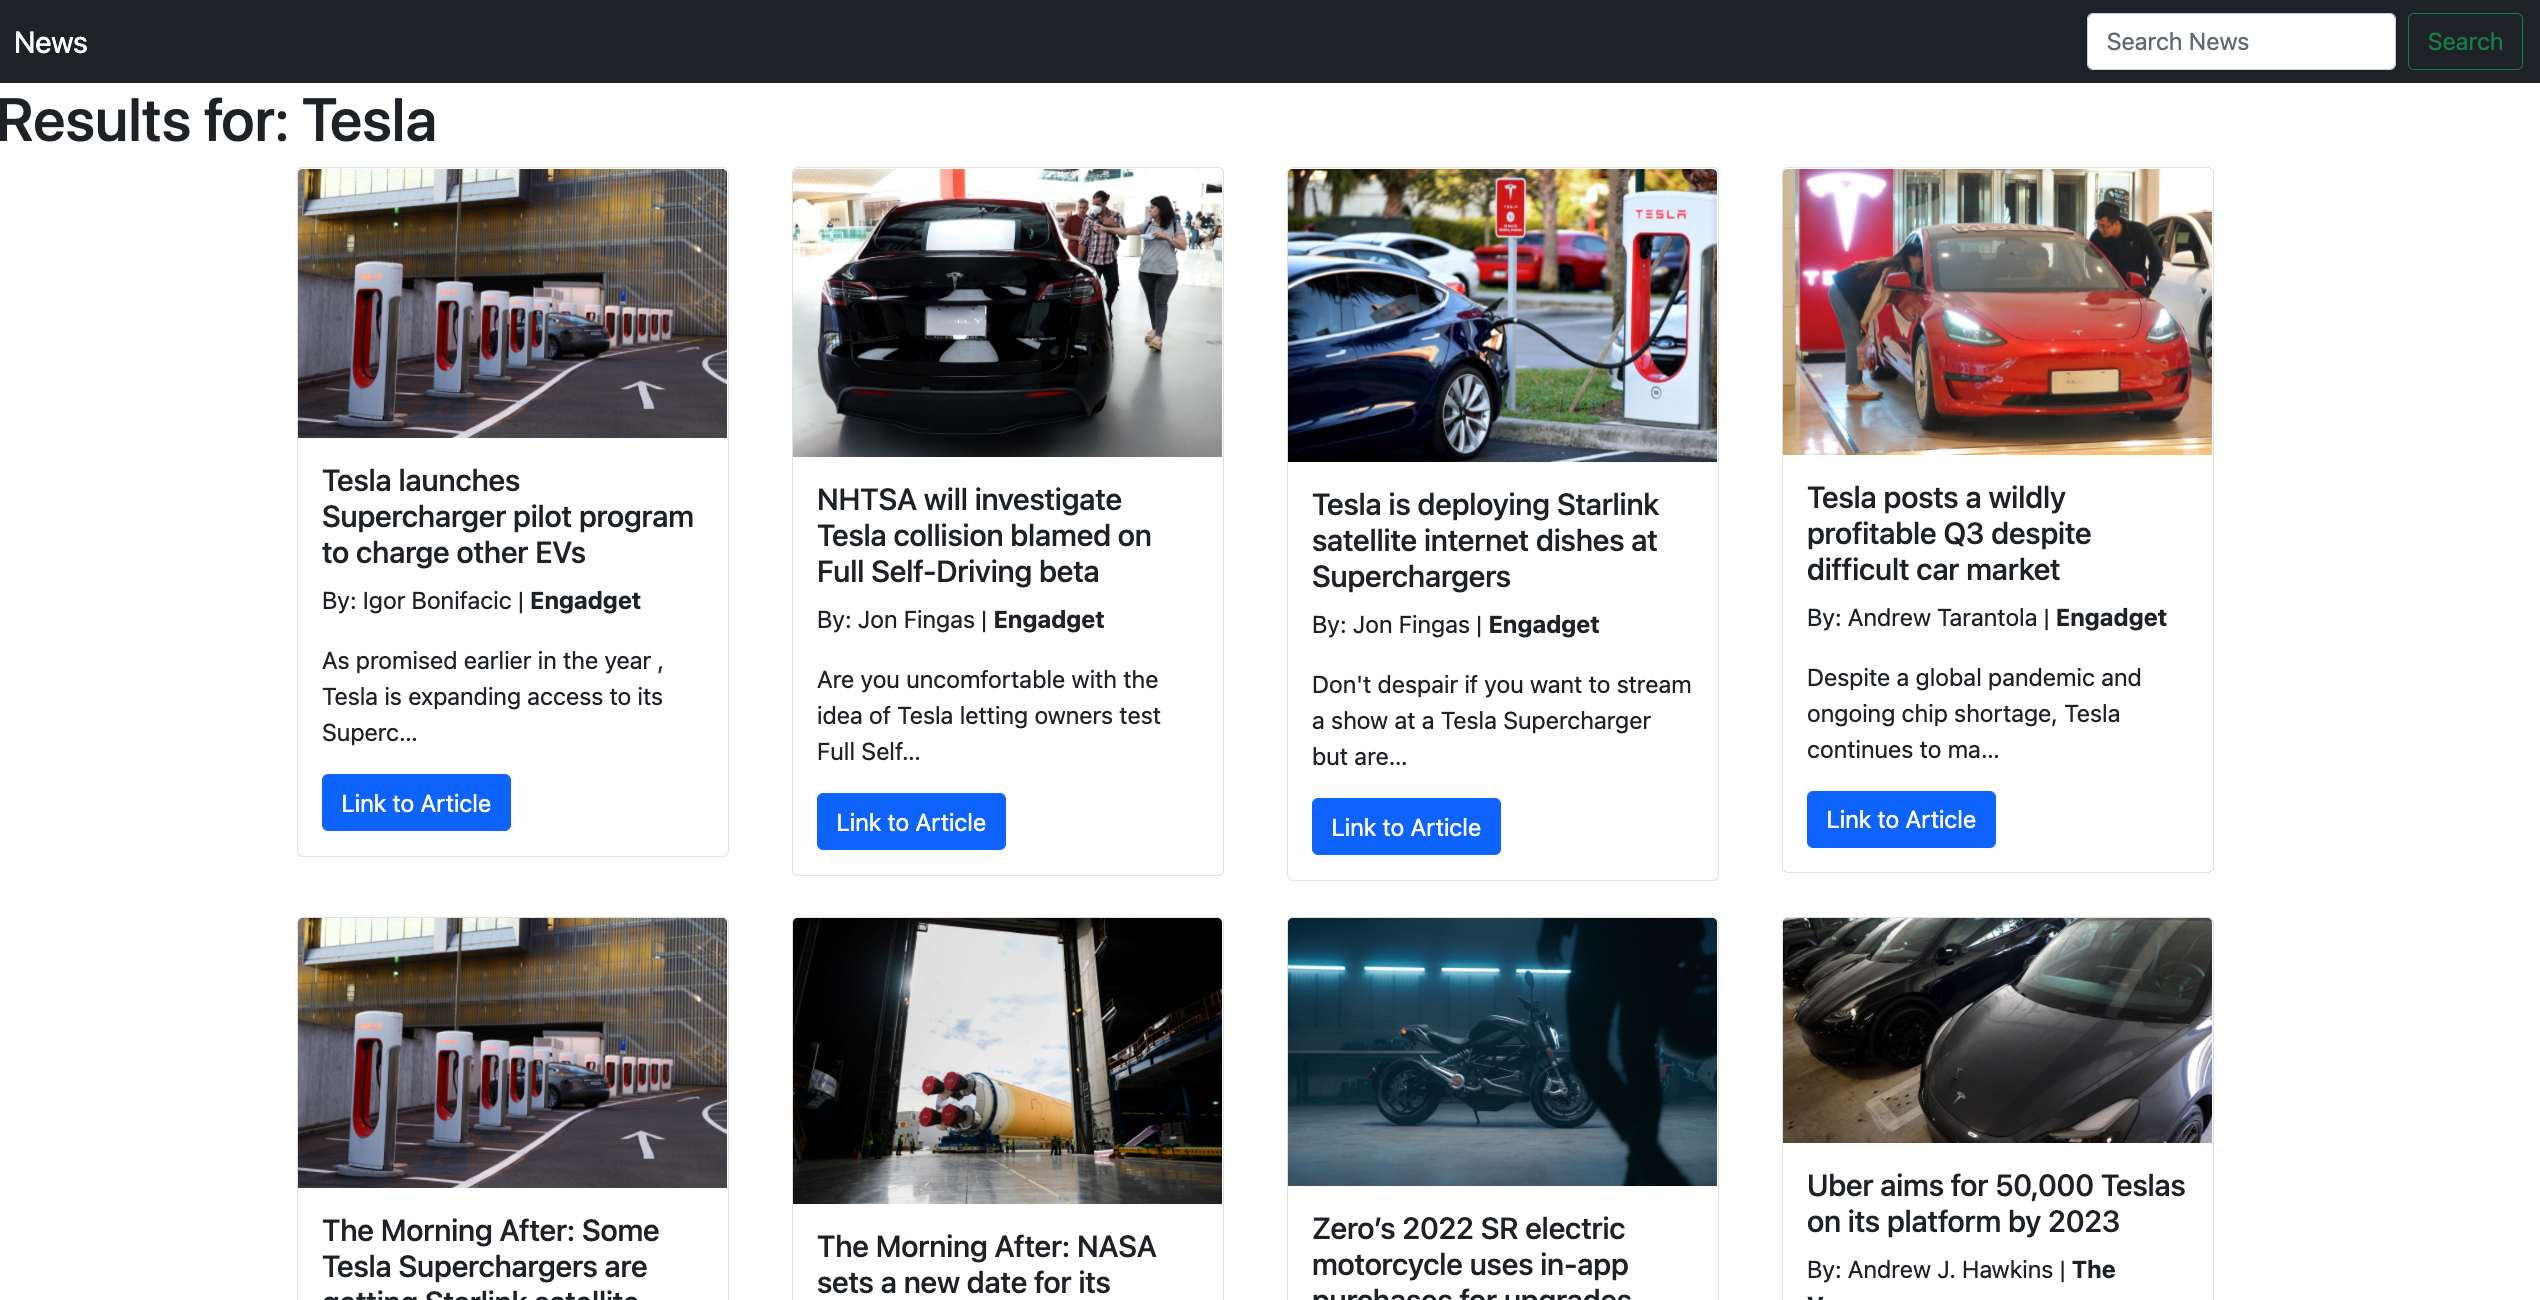 News
Search News
Search
Results for: Tesla
TESLA
TESLA
Tesla launches
Supercharger pilot program
to charge other EVs
By: Igor Bonifacic | Engadget
As promised earlier in the year ,
Tesla is expanding access to its
Superc...
Link to Article
NHTSA will investigate
Tesla collision blamed on
Full Self-Driving beta
By: Jon Fingas | Engadget
Are you uncomfortable with the
idea of Tesla letting owners test
Full Self...
Link to Article
Tesla is deploying Starlink
satellite internet dishes at
Superchargers
By: Jon Fingas | Engadget
Don't despair if you want to stream
a show at a Tesla Supercharger
but are...
Link to Article
Tesla posts a wildly
profitable Q3 despite
difficult car market
By: Andrew Tarantola | Engadget
Despite a global pandemic and
ongoing chip shortage, Tesla
continues to ma...
Link to Article
The Morning After: Some
Tesla Superchargers are
getting Starlink satellite
The Morning After: NASA
sets a new date for its
Zero’s 2022 SR electric
motorcycle uses in-app
purchases for upgrades
Uber aims for 50,000 Teslas
on its platform by 2023
By: Andrew J. Hawkins | The